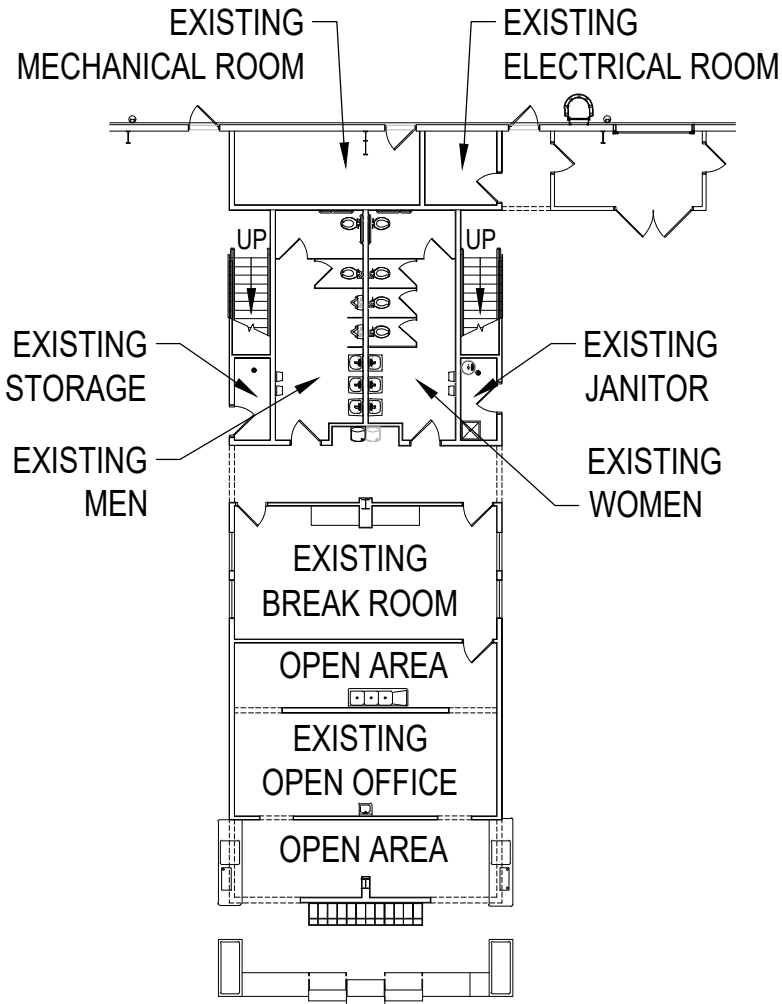 EXISTING
MECHANICAL ROOM
EXISTING
ELECTRICAL ROOM
UP
UP
EXISTING
STORAGE
EXISTING
JANITOR
EXISTING
MEN
EXISTING
WOMEN
EXISTING
BREAK ROOM
OPEN AREA
EXISTING
OPEN OFFICE
OPEN AREA